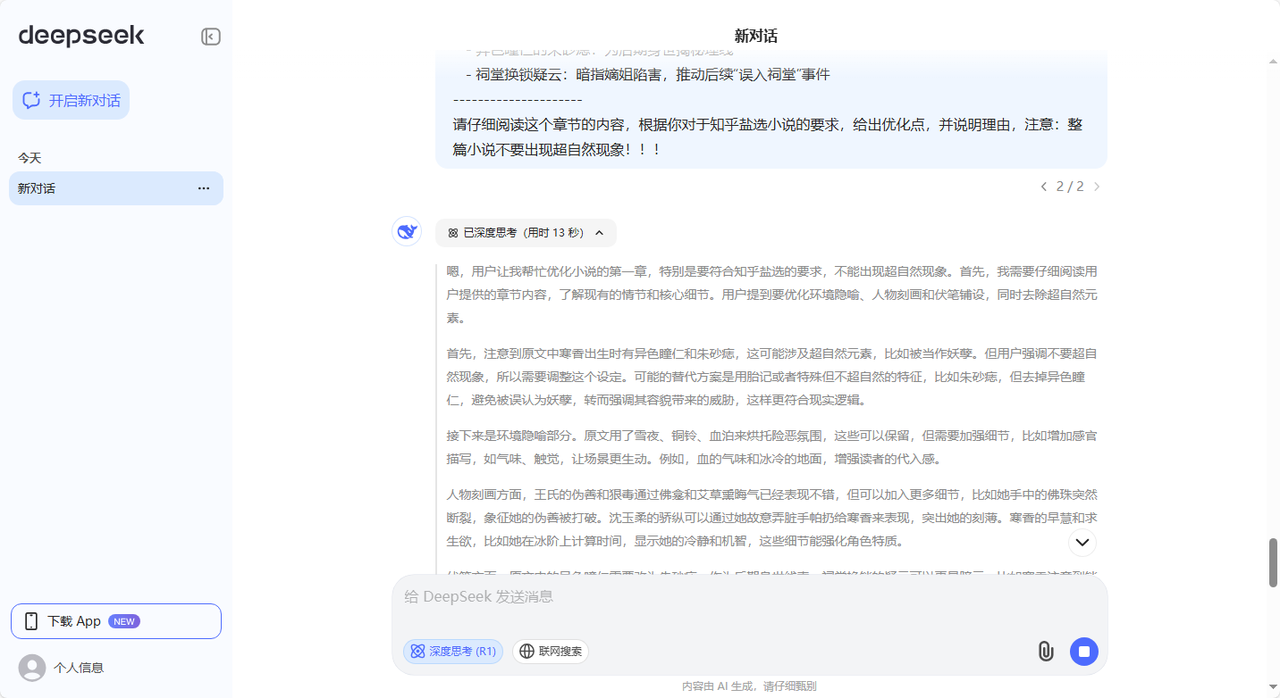 deepseek
开启新对话
今天
新对话
...
下载 App NEW
个人信息
新对话
- 祠堂换锁疑云：暗指嫡姐陷害，推动后续“误入祠堂”事件
---------------------
请仔细阅读这个章节的内容，根据你对于知乎盐选小说的要求，给出优化点，并说明理由，注意：整
篇小说不要出现超自然现象！！！
2 / 2
已深度思考（用时 13 秒）
嗯，用户让我帮忙优化小说的第一章，特别是要符合知乎盐选的要求，不能出现超自然现象。首先，我需要仔细阅读用
户提供的章节内容，了解现有的情节和核心细节。用户提到要优化环境隐喻、人物刻画和伏笔铺设，同时去除超自然元
素。
首先，注意到原文中寒香出生时有异色瞳仁和朱砂痣，这可能涉及超自然元素，比如被当作妖孽。但用户强调不要超自
然现象，所以需要调整这个设定。可能的替代方案是用胎记或者特殊但不超自然的特征，比如朱砂痣，但去掉异色瞳
仁，避免被误认为妖孽，转而强调其容貌带来的威胁，这样更符合现实逻辑。
接下来是环境隐喻部分。原文用了雪夜、铜铃、血泊来烘托险恶氛围，这些可以保留，但需要加强细节，比如增加感官
描写，如气味、触觉，让场景更生动。例如，血的气味和冰冷的地面，增强读者的代入感。
人物刻画方面，王氏的伪善和狠毒通过佛龛和艾草熏晦气已经表现不错，但可以加入更多细节，比如她手中的佛珠突然
断裂，象征她的伪善被打破。沈玉柔的骄纵可以通过她故意弄脏手帕扔给寒香来表现，突出她的刻薄。寒香的早慧和求
生欲，比如她在冰阶上计算时间，显示她的冷静和机智，这些细节能强化角色特质。
给 DeepSeek 发送消息
深度思考 (R1)
联网搜索
内容由 AI 生成，请仔细甄别